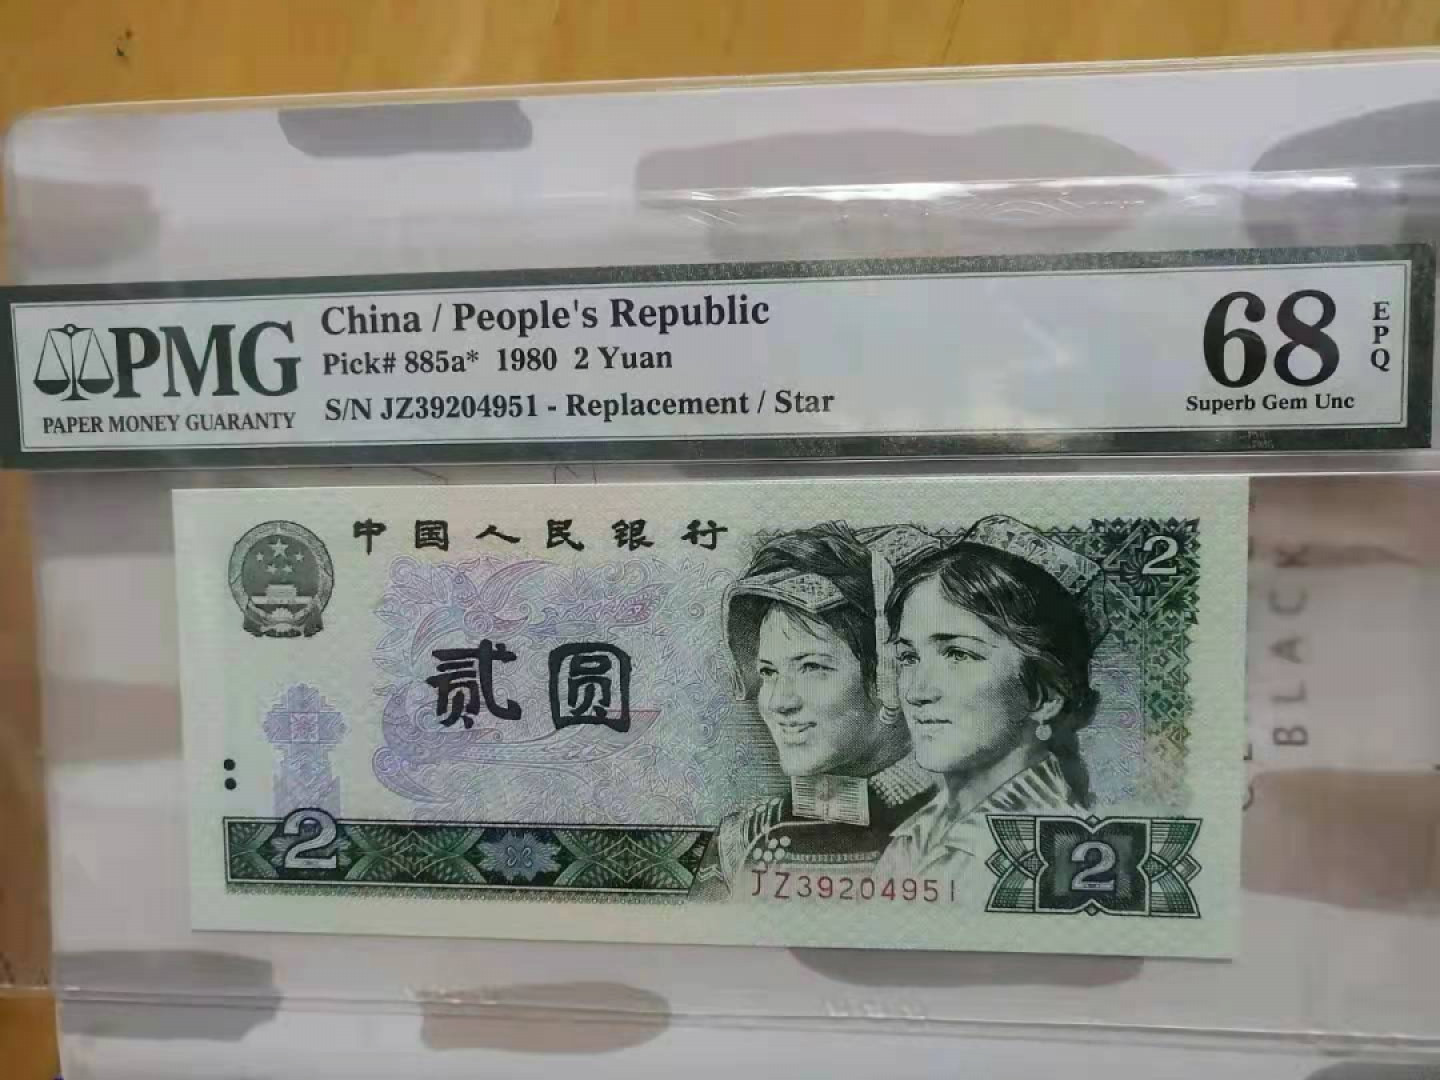 PMG
PAPER MONEY GUARANTY
China / People's Republic
Pick# 885a* 1980 2 Yuan
S/N JZ39204951 - Replacement / Star
68
EPQ
Superb Gem Unc
中国人民银行
2
贰圆
2
JZ39204951
2
BLACK